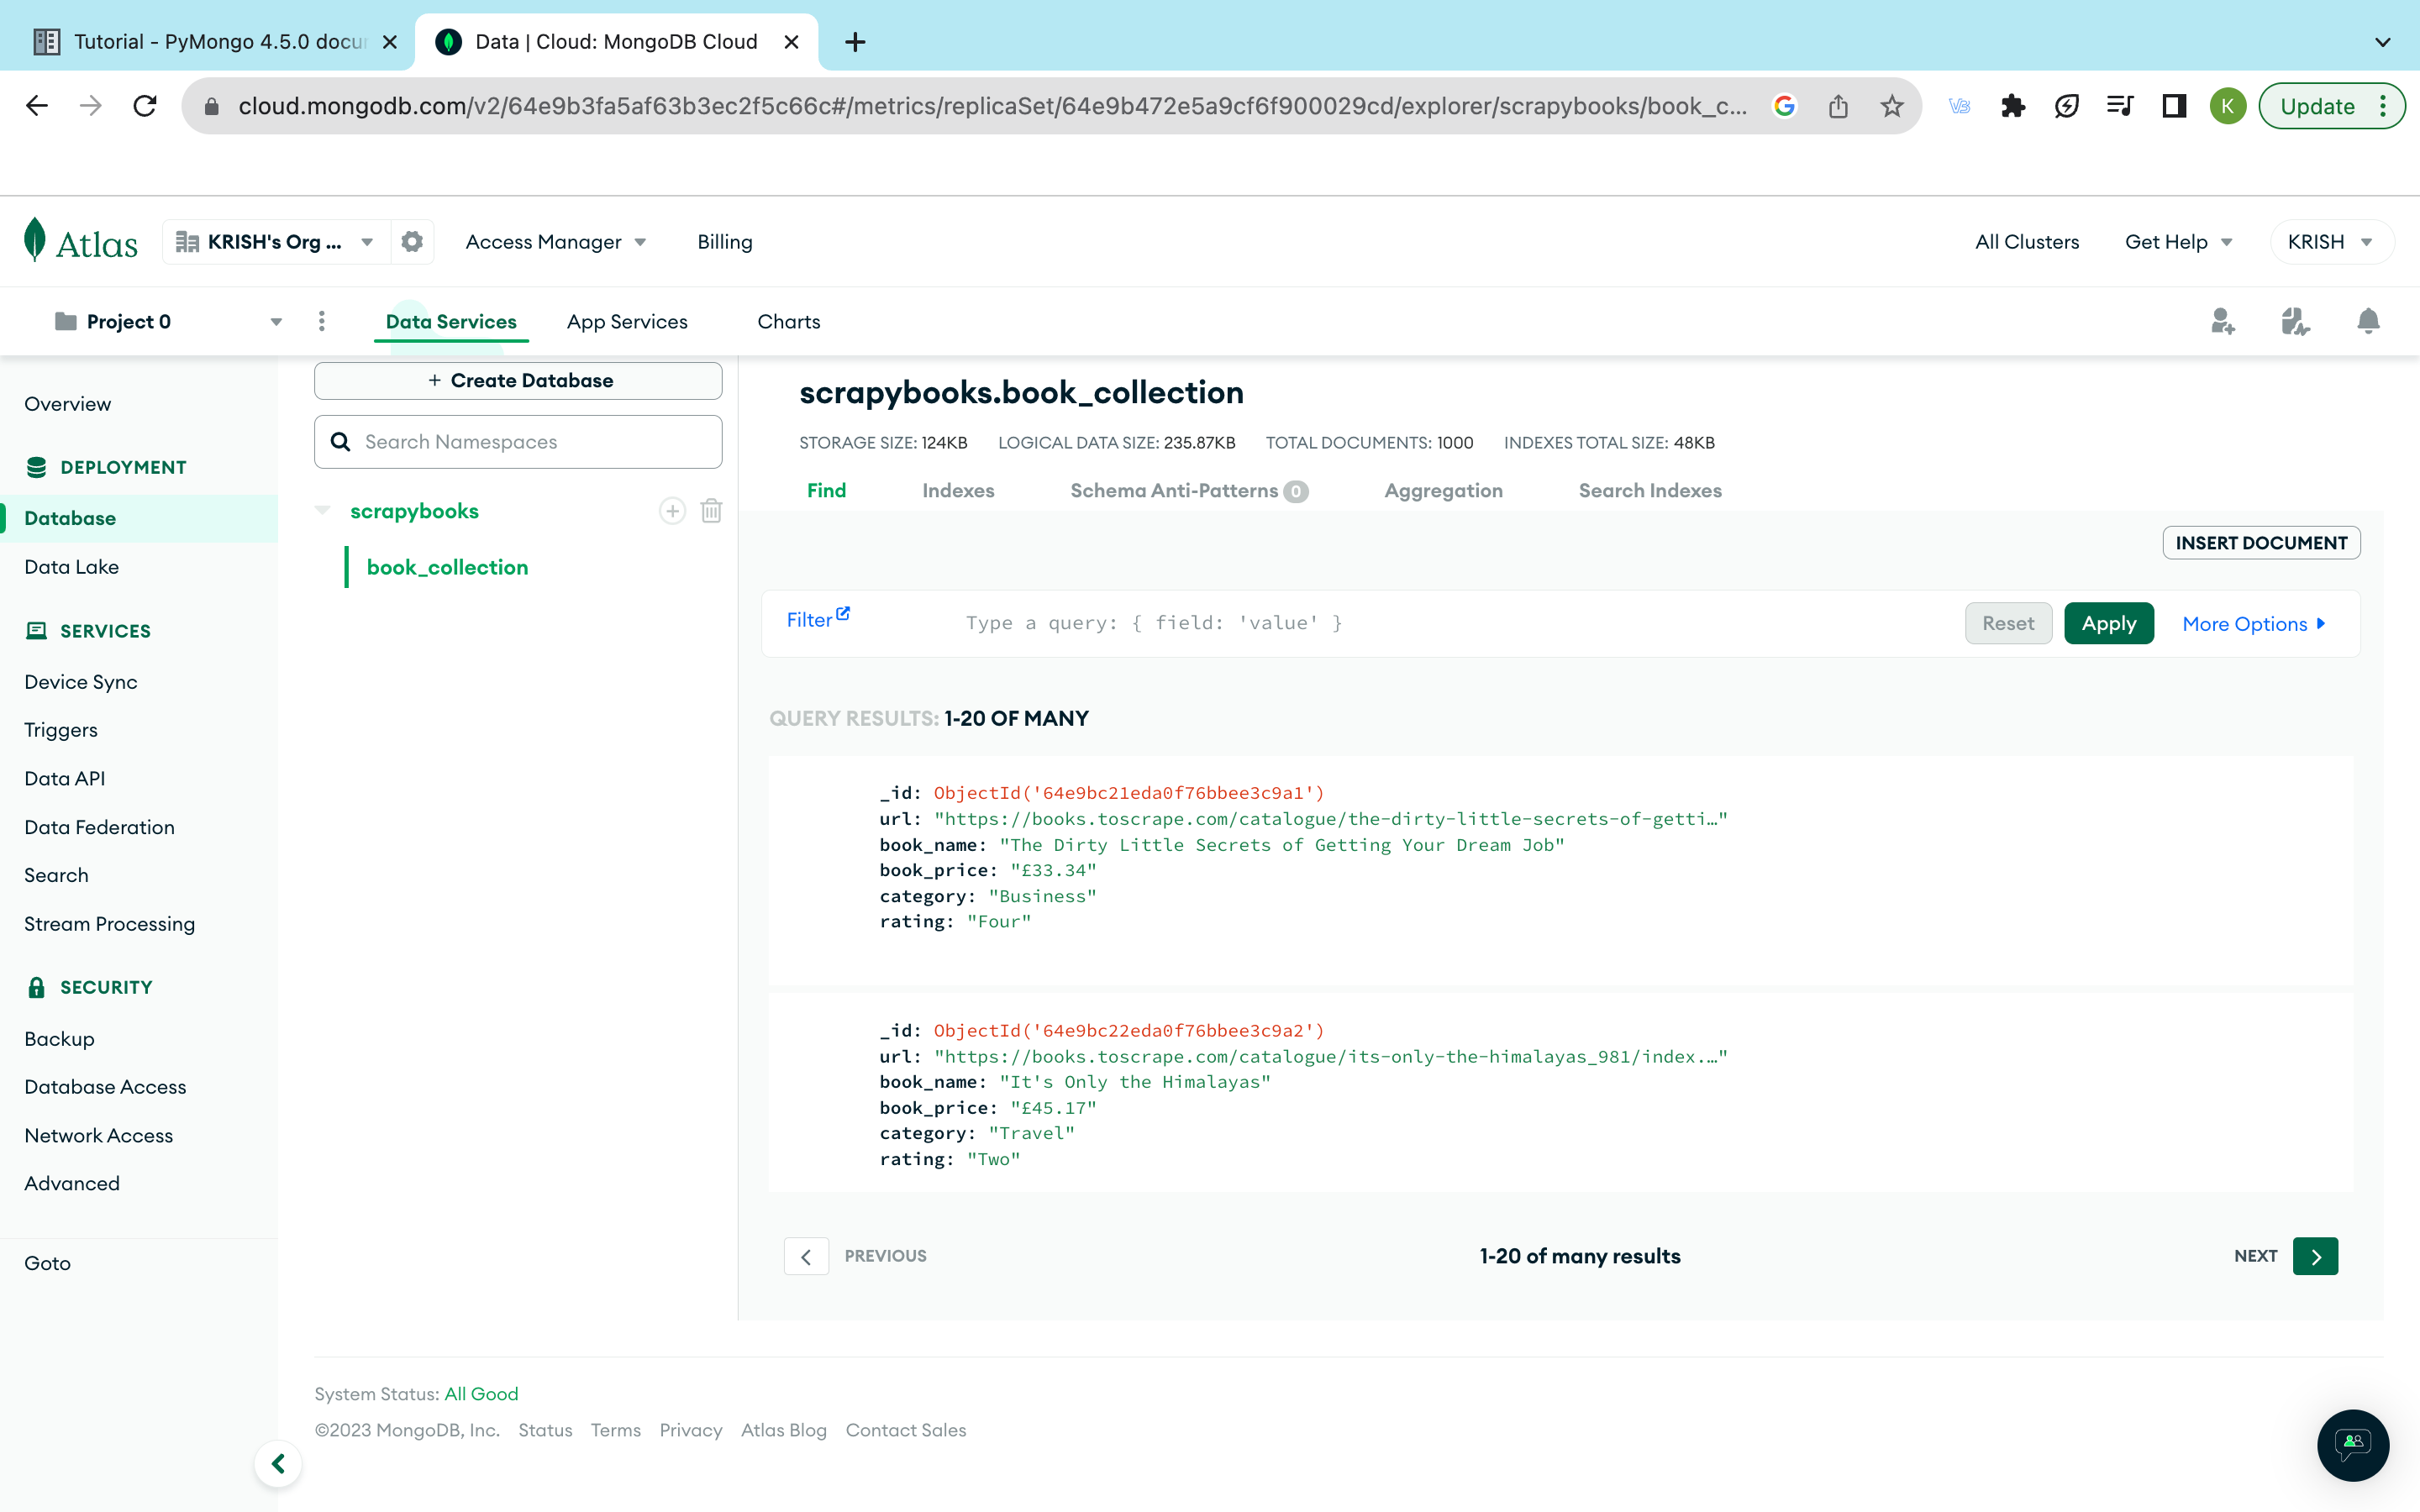 Tutorial - PyMongo 4.5.0 docu
Data | Cloud: MongoDB Cloud
cloud.mongodb.com/v2/64e9b3fa5af63b3ec2f5c66c#/metrics/replicaSet/64e9b472e5a9cf6f900029cd/explorer/scrapybooks/book_c...
K
Update
Atlas
KRISH's Org ...
Access Manager
Billing
All Clusters
Get Help
KRISH
Project 0
Data Services
App Services
Charts
Overview
DEPLOYMENT
Database
Data Lake
SERVICES
Device Sync
Triggers
Data API
Data Federation
Search
Stream Processing
SECURITY
Backup
Database Access
Network Access
Advanced
Goto
+ Create Database
Search Namespaces
scrapybooks
book_collection
scrapybooks.book_collection
STORAGE SIZE: 124KB LOGICAL DATA SIZE: 235.87KB TOTAL DOCUMENTS: 1000 INDEXES TOTAL SIZE: 48KB
Find Indexes Schema Anti-Patterns 0 Aggregation Search Indexes
INSERT DOCUMENT
Filter
Type a query: { field: 'value' }
Reset
Apply
More Options
QUERY RESULTS: 1-20 OF MANY
_id: ObjectId('64e9bc21eda0f76bbee3c9a1')
url: "https://books.toscrape.com/catalogue/the-dirty-little-secrets-of-getti…"
book_name: "The Dirty Little Secrets of Getting Your Dream Job"
book_price: "£33.34"
category: "Business"
rating: "Four"
_id: ObjectId('64e9bc22eda0f76bbee3c9a2')
url: "https://books.toscrape.com/catalogue/its-only-the-himalayas_981/index.…"
book_name: "It's Only the Himalayas"
book_price: "£45.17"
category: "Travel"
rating: "Two"
PREVIOUS
1-20 of many results
NEXT
System Status: All Good
©2023 MongoDB, Inc. Status Terms Privacy Atlas Blog Contact Sales